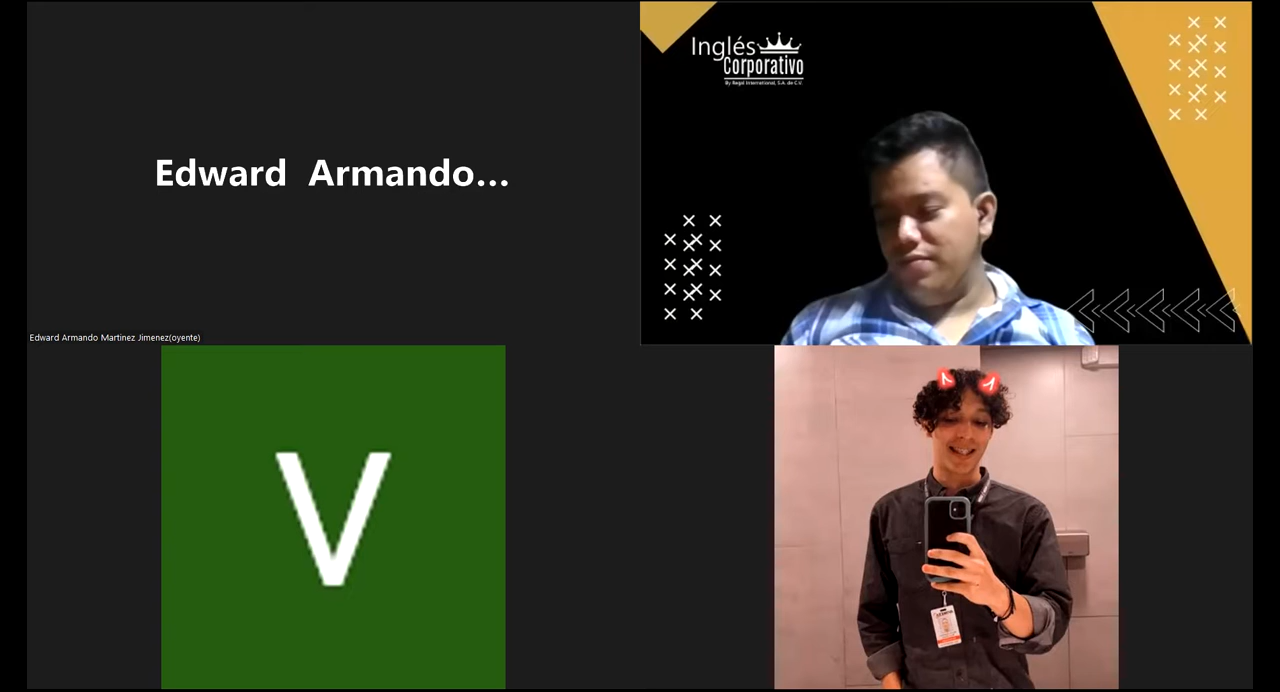 Edward Armando...
Inglés
Corporativo
By Regal International, S.A. de C.V.
Edward Armando Martinez Jimenez(oyente)
V